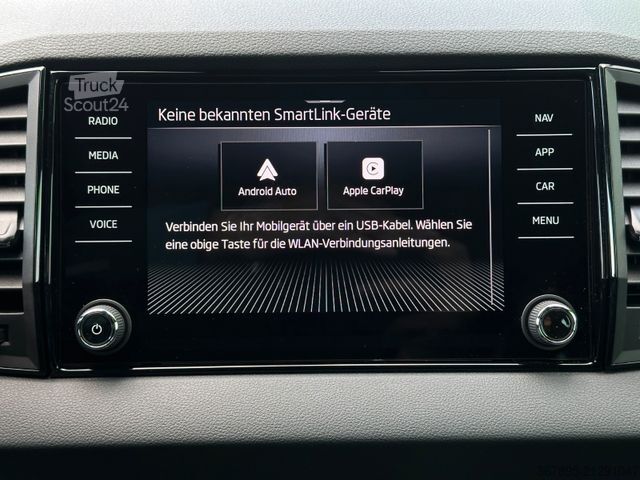 Truck
Scout24
RADIO
MEDIA
PHONE
VOICE
Keine bekannten SmartLink-Geräte
Android Auto
Apple CarPlay
Verbinden Sie Ihr Mobilgerät über ein USB-Kabel. Wählen Sie
eine obige Taste für die WLAN-Verbindungsanleitungen.
NAV
APP
CAR
MENU